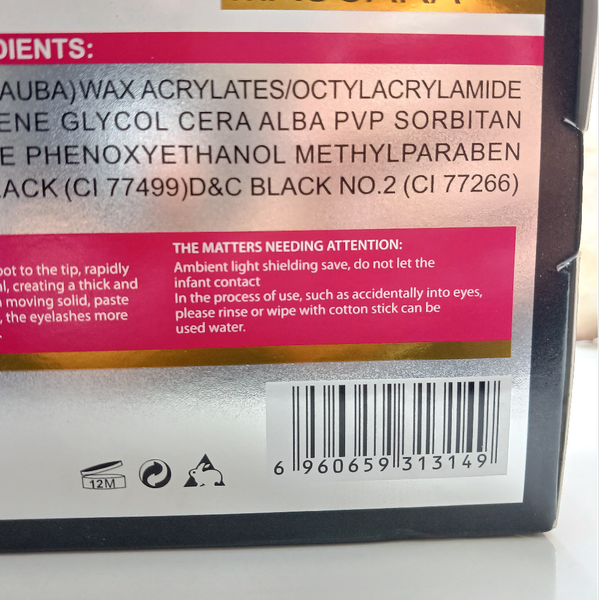 DIENTS:
AUBA)WAX ACRYLATES/OCTYLACRYLAMIDE
ENE GLYCOL CERA ALBA PVP SORBITAN
E PHENOXYETHANOL METHYLPARABEN
ACK (CI 77499)D&C BLACK NO.2 (CI 77266)
oot to the tip, rapidly
l, creating a thick and
moving solid, paste
, the eyelashes more
THE MATTERS NEEDING ATTENTION:
Ambient light shielding save, do not let the
infant contact
In the process of use, such as accidentally into eyes,
please rinse or wipe with cotton stick can be
used water.
12M
6 960659 313149